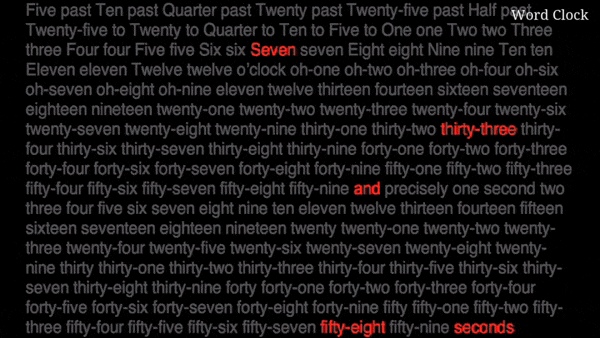 Five past Ten past Quarter past Twenty past Twenty-five past Half past
Word Clock
Twenty-five to Twenty to Quarter to Ten to Five to One one Two two Three
three Four four Five five Six six Seven seven Eight eight Nine nine Ten ten
Eleven eleven Twelve twelve o'clock oh-one oh-two oh-three oh-four oh-six
oh-seven oh-eight oh-nine eleven twelve thirteen fourteen sixteen seventeen
eighteen nineteen twenty-one twenty-two twenty-three twenty-four twenty-six
twenty-seven twenty-eight twenty-nine thirty-one thirty-two thirty-three thirty-
four thirty-six thirty-seven thirty-eight thirty-nine forty-one forty-two forty-three
forty-four forty-six forty-seven forty-eight forty-nine fifty-one fifty-two fifty-three
fifty-four fifty-six fifty-seven fifty-eight fifty-nine and precisely one second two
three four five six seven eight nine ten eleven twelve thirteen fourteen fifteen
sixteen seventeen eighteen nineteen twenty twenty-one twenty-two twenty-
three twenty-four twenty-five twenty-six twenty-seven twenty-eight twenty-
nine thirty thirty-one thirty-two thirty-three thirty-four thirty-five thirty-six thirty-
seven thirty-eight thirty-nine forty forty-one forty-two forty-three forty-four
forty-five forty-six forty-seven forty-eight forty-nine fifty fifty-one fifty-two fifty-
three fifty-four fifty-five fifty-six fifty-seven fifty-eight fifty-nine seconds